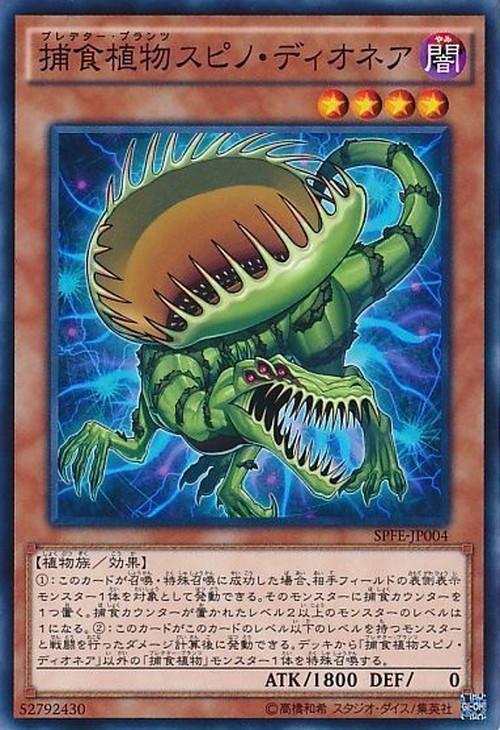 プレデター・プランツ
捕食植物スピノ・ディオネア
やみ
闇
SPFE-JP004
【植物族／効果】
①：このカードが召喚・特殊召喚に成功した場合、相手フィールドの表側表示
モンスター1体を対象として発動できる。そのモンスターに捕食カウンターを
1つ置く。捕食カウンターが置かれたレベル2以上のモンスターのレベルは
1になる。②：このカードがこのカードのレベル以下のレベルを持つモンスター
と戦闘を行ったダメージ計算後に発動できる。デッキから「捕食植物スピノ・
ディオネア」以外の「捕食植物」モンスター1体を特殊召喚する。
ATK/1800 DEF/ 0
52792430
©高橋和希 スタジオ・ダイス/集英社